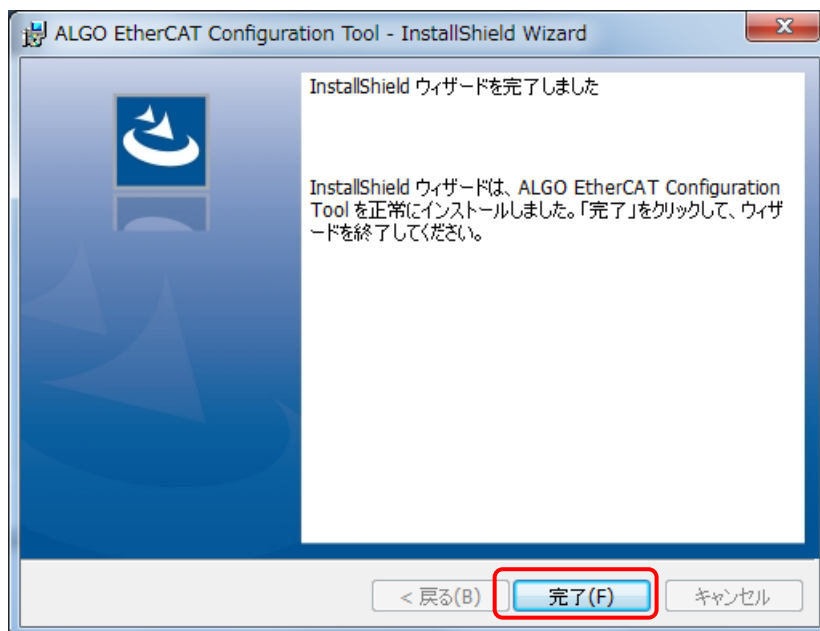 ALGO EtherCAT Configuration Tool - InstallShield Wizard
InstallShield ウィザードを完了しました
InstallShield ウィザードは、ALGO EtherCAT Configuration
Tool を正常にインストールしました。「完了」をクリックして、ウィザ
ードを終了してください。
< 戻る(B)
完了(F)
キャンセル